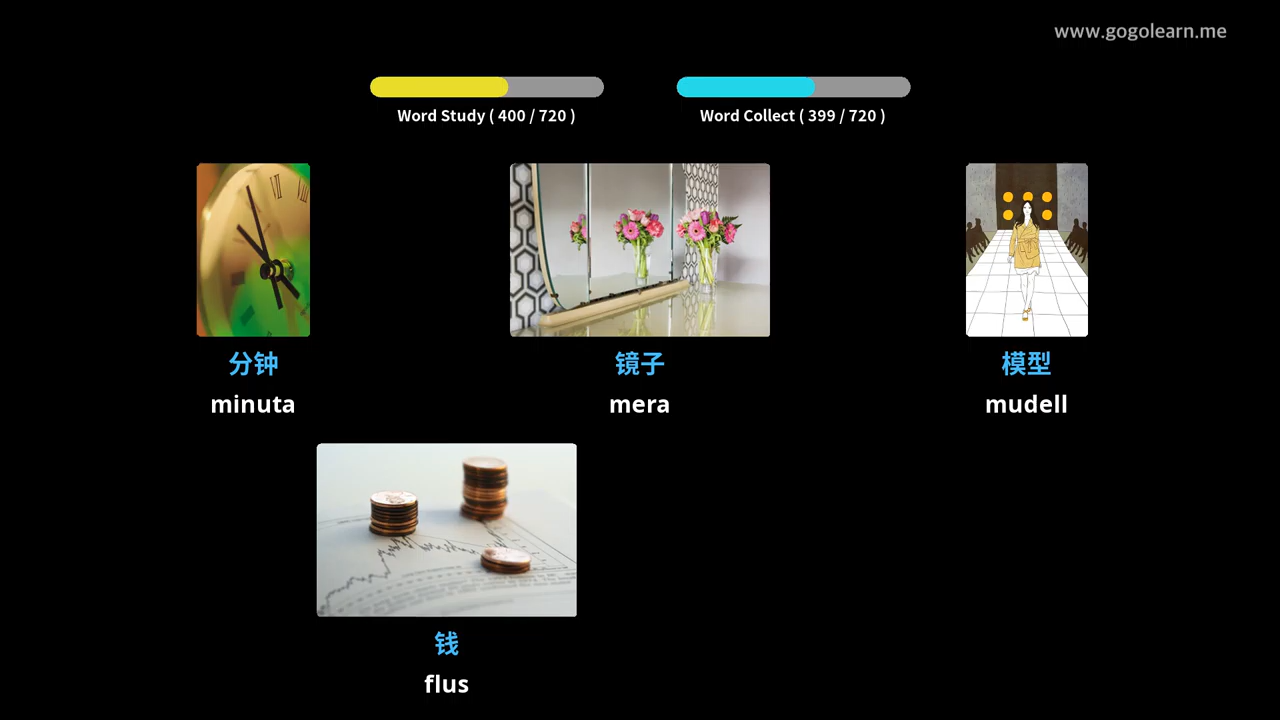 www.gogolearn.me
Word Study ( 400 / 720 )
Word Collect ( 399 / 720 )
分钟
镜子
模型
minuta
mera
mudell
钱
flus